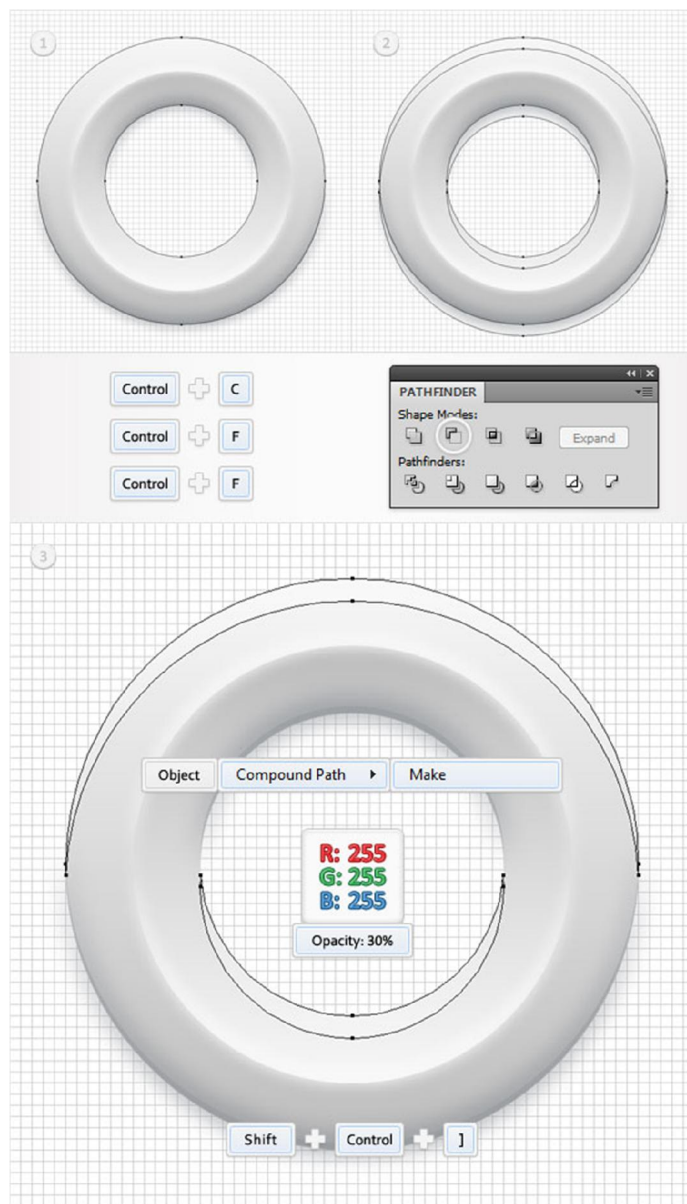 1
2
Control + C
Control + F
Control + F
PATHFINDER
Shape Modes:
Expand
Pathfinders:
3
Object Compound Path Make
R: 255
G: 255
B: 255
Opacity: 30%
Shift + Control + ]